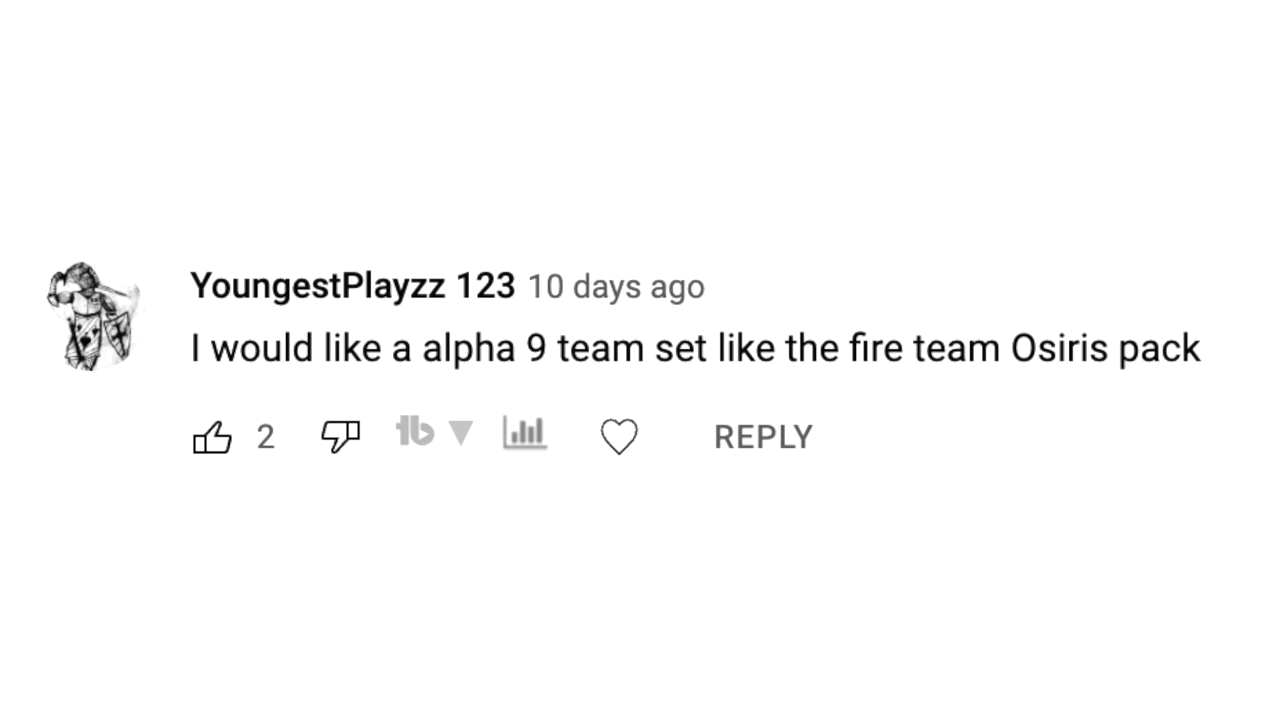 YoungestPlayzz 123 10 days ago
I would like a alpha 9 team set like the fire team Osiris pack
2 tb REPLY